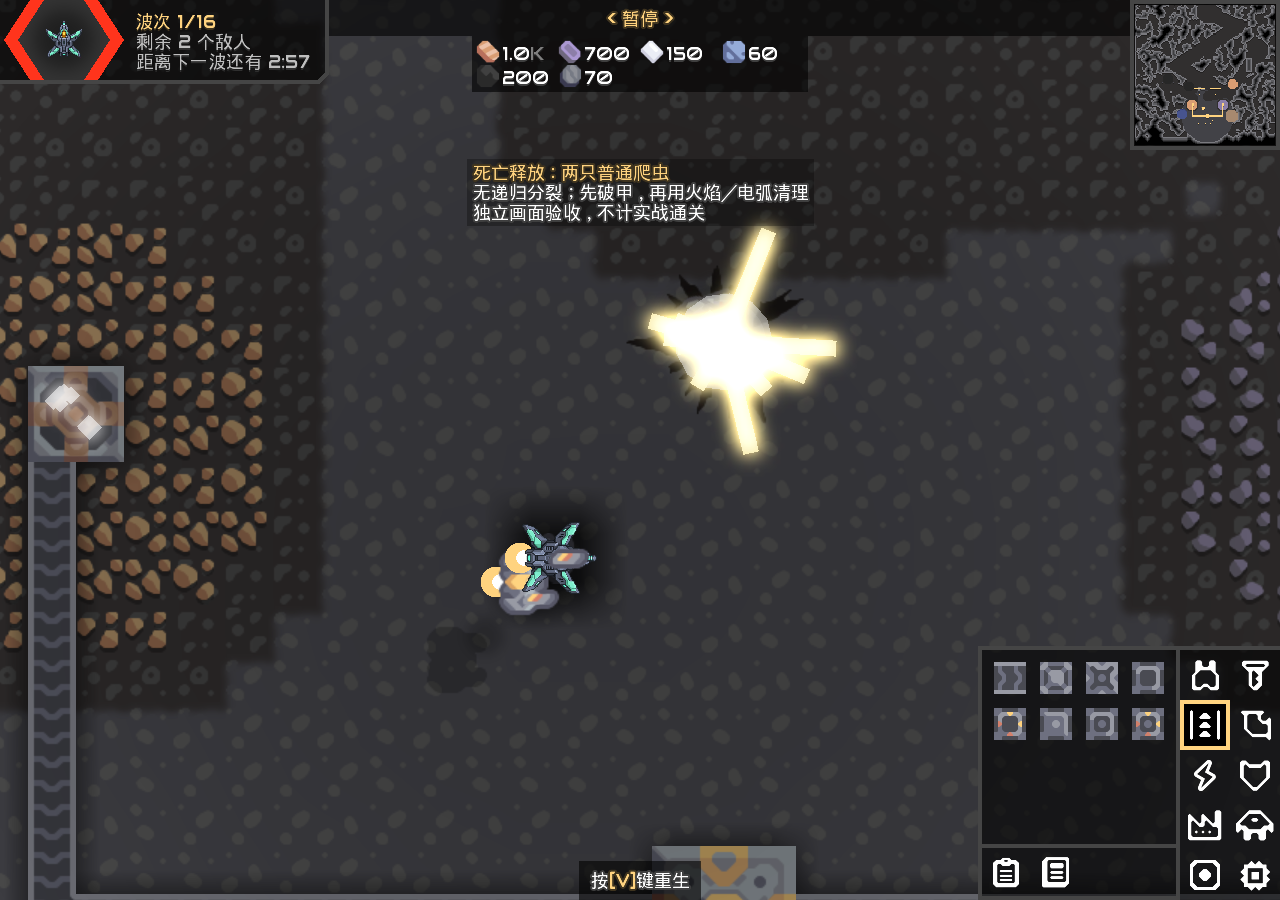 波次 1/16
剩余 2 个敌人
距离下一波还有 2:57
<暂停>
1.0K 700 150 60
200 70
死亡释放：两只普通爬虫
无递归分裂；先破甲，再用火焰／电弧清理
独立画面验收，不计实战通关
按[V]键重生